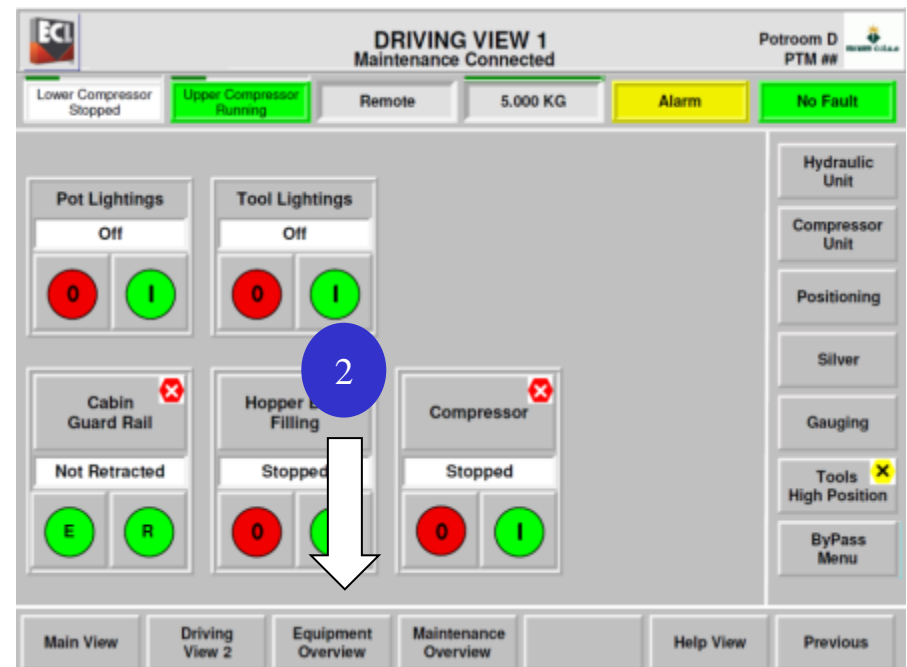 ECL
DRIVING VIEW 1
Maintenance Connected
Potroom D
PTM ##
Lower Compressor
Stopped
Upper Compressor
Running
Remote
5.000 KG
Alarm
No Fault
Hydraulic
Unit
Compressor
Unit
Positioning
Silver
Gauging
Tools
High Position
ByPass
Menu
Pot Lightings
Off
0 I
Tool Lightings
Off
0 I
2
Cabin
Guard Rail
Not Retracted
E R
Hopper
Filling
Stopped
0
Compressor
Stopped
0 I
Main View
Driving
View 2
Equipment
Overview
Maintenance
Overview
Help View
Previous